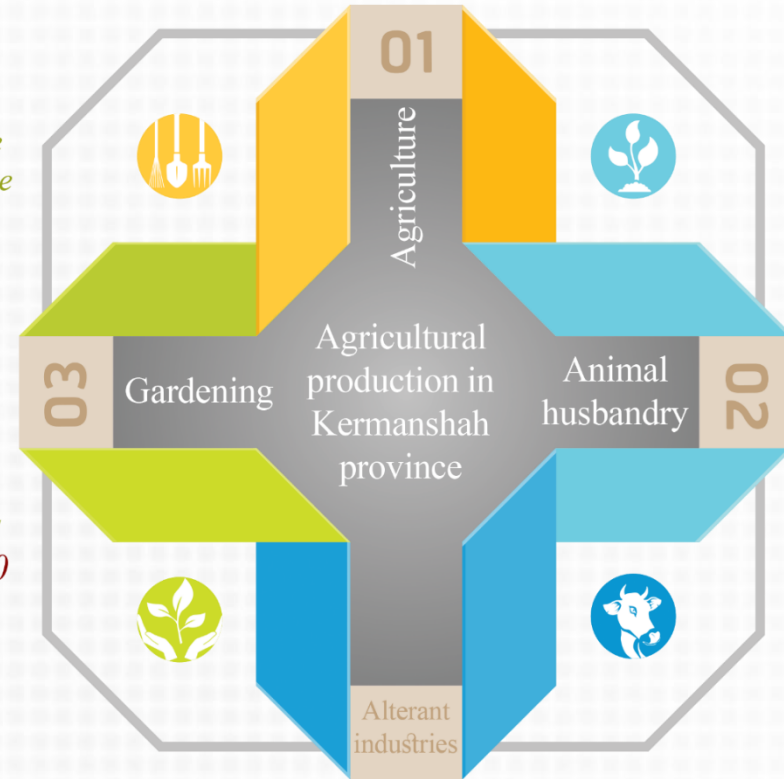 01
Agriculture
Agricultural
production in
Kermanshah
province
Animal
husbandry
02
03
Gardening
Alterant
industries